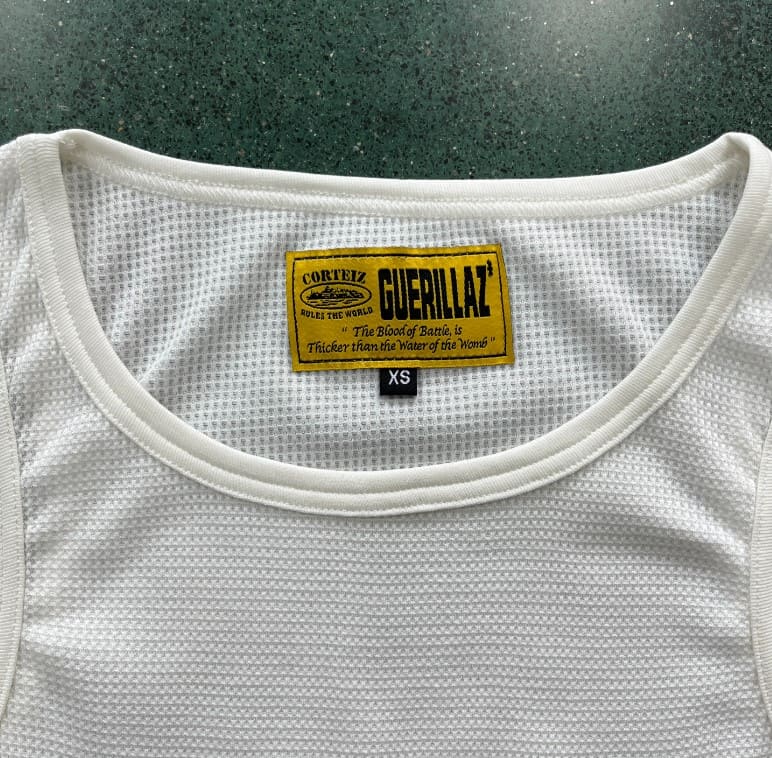 CORTEIZ
RULES THE WORLD
GUERILLAZ'
" The Blood of Battle, is
Thicker than the Water of the Womb "
XS